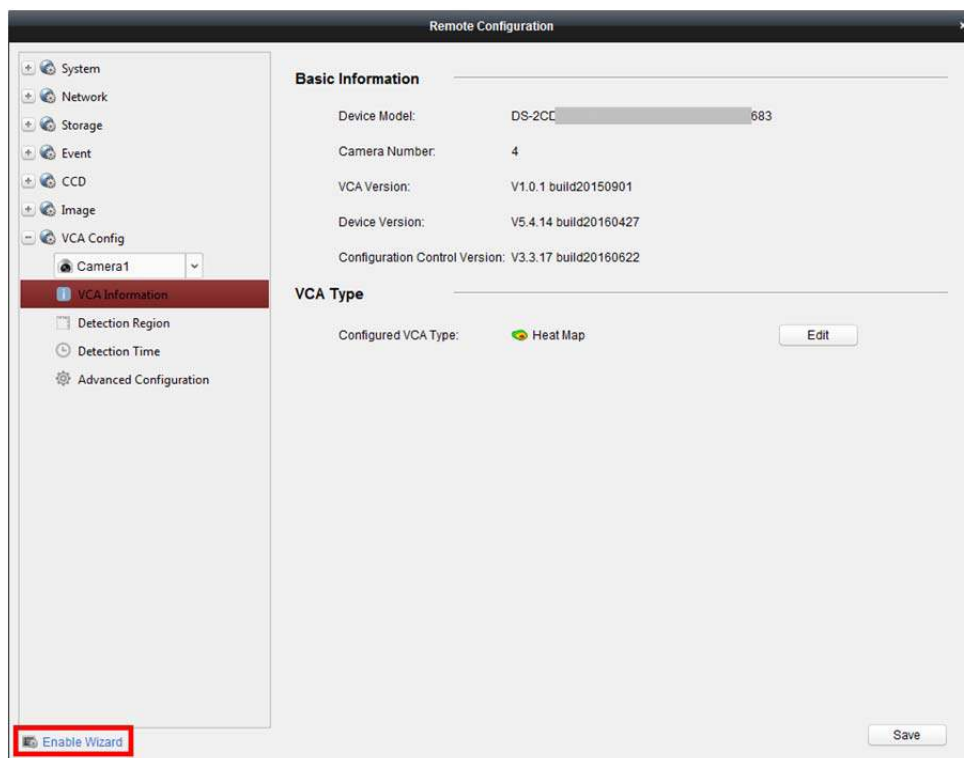 Remote Configuration
System
Network
Storage
Event
CCD
Image
VCA Config
Camera1
VCA Information
Detection Region
Detection Time
Advanced Configuration
Enable Wizard
Basic Information
Device Model: DS-2CD 683
Camera Number: 4
VCA Version: V1.0.1 build20150901
Device Version: V5.4.14 build20160427
Configuration Control Version: V3.3.17 build20160622
VCA Type
Configured VCA Type: Heat Map Edit
Save